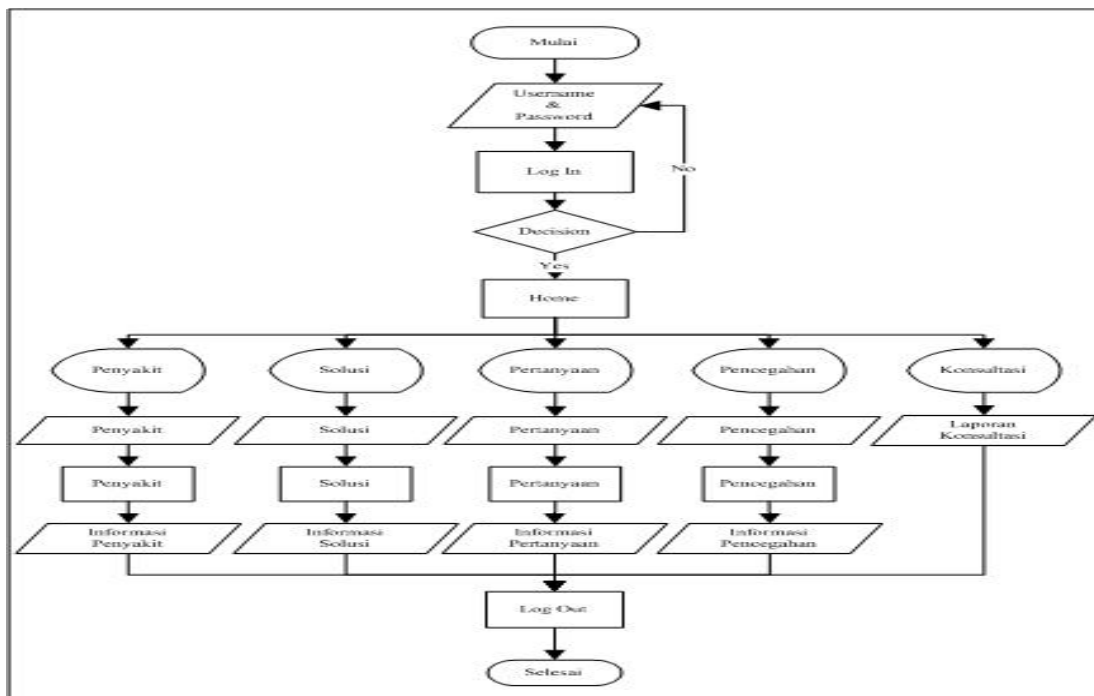 Mulai
Username
&
Password
Log In
No
Decision
Yes
Home
Penyakit
Solusi
Pertanyaan
Pencegahan
Konsultasi
Penyakit
Solusi
Pertanyaan
Pencegahan
Laporan
Konsultasi
Penyakit
Solusi
Pertanyaan
Pencegahan
Informasi
Penyakit
Informasi
Solusi
Informasi
Pertanyaan
Informasi
Pencegahan
Log Out
Selesai